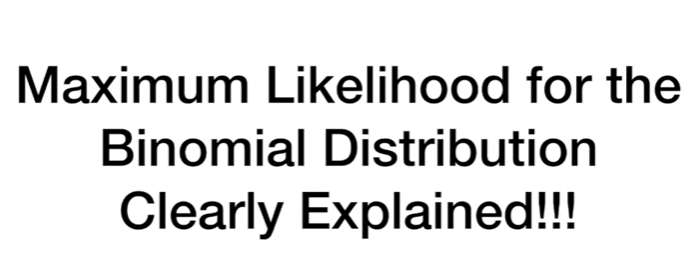 Maximum Likelihood for the
Binomial Distribution
Clearly Explained!!!